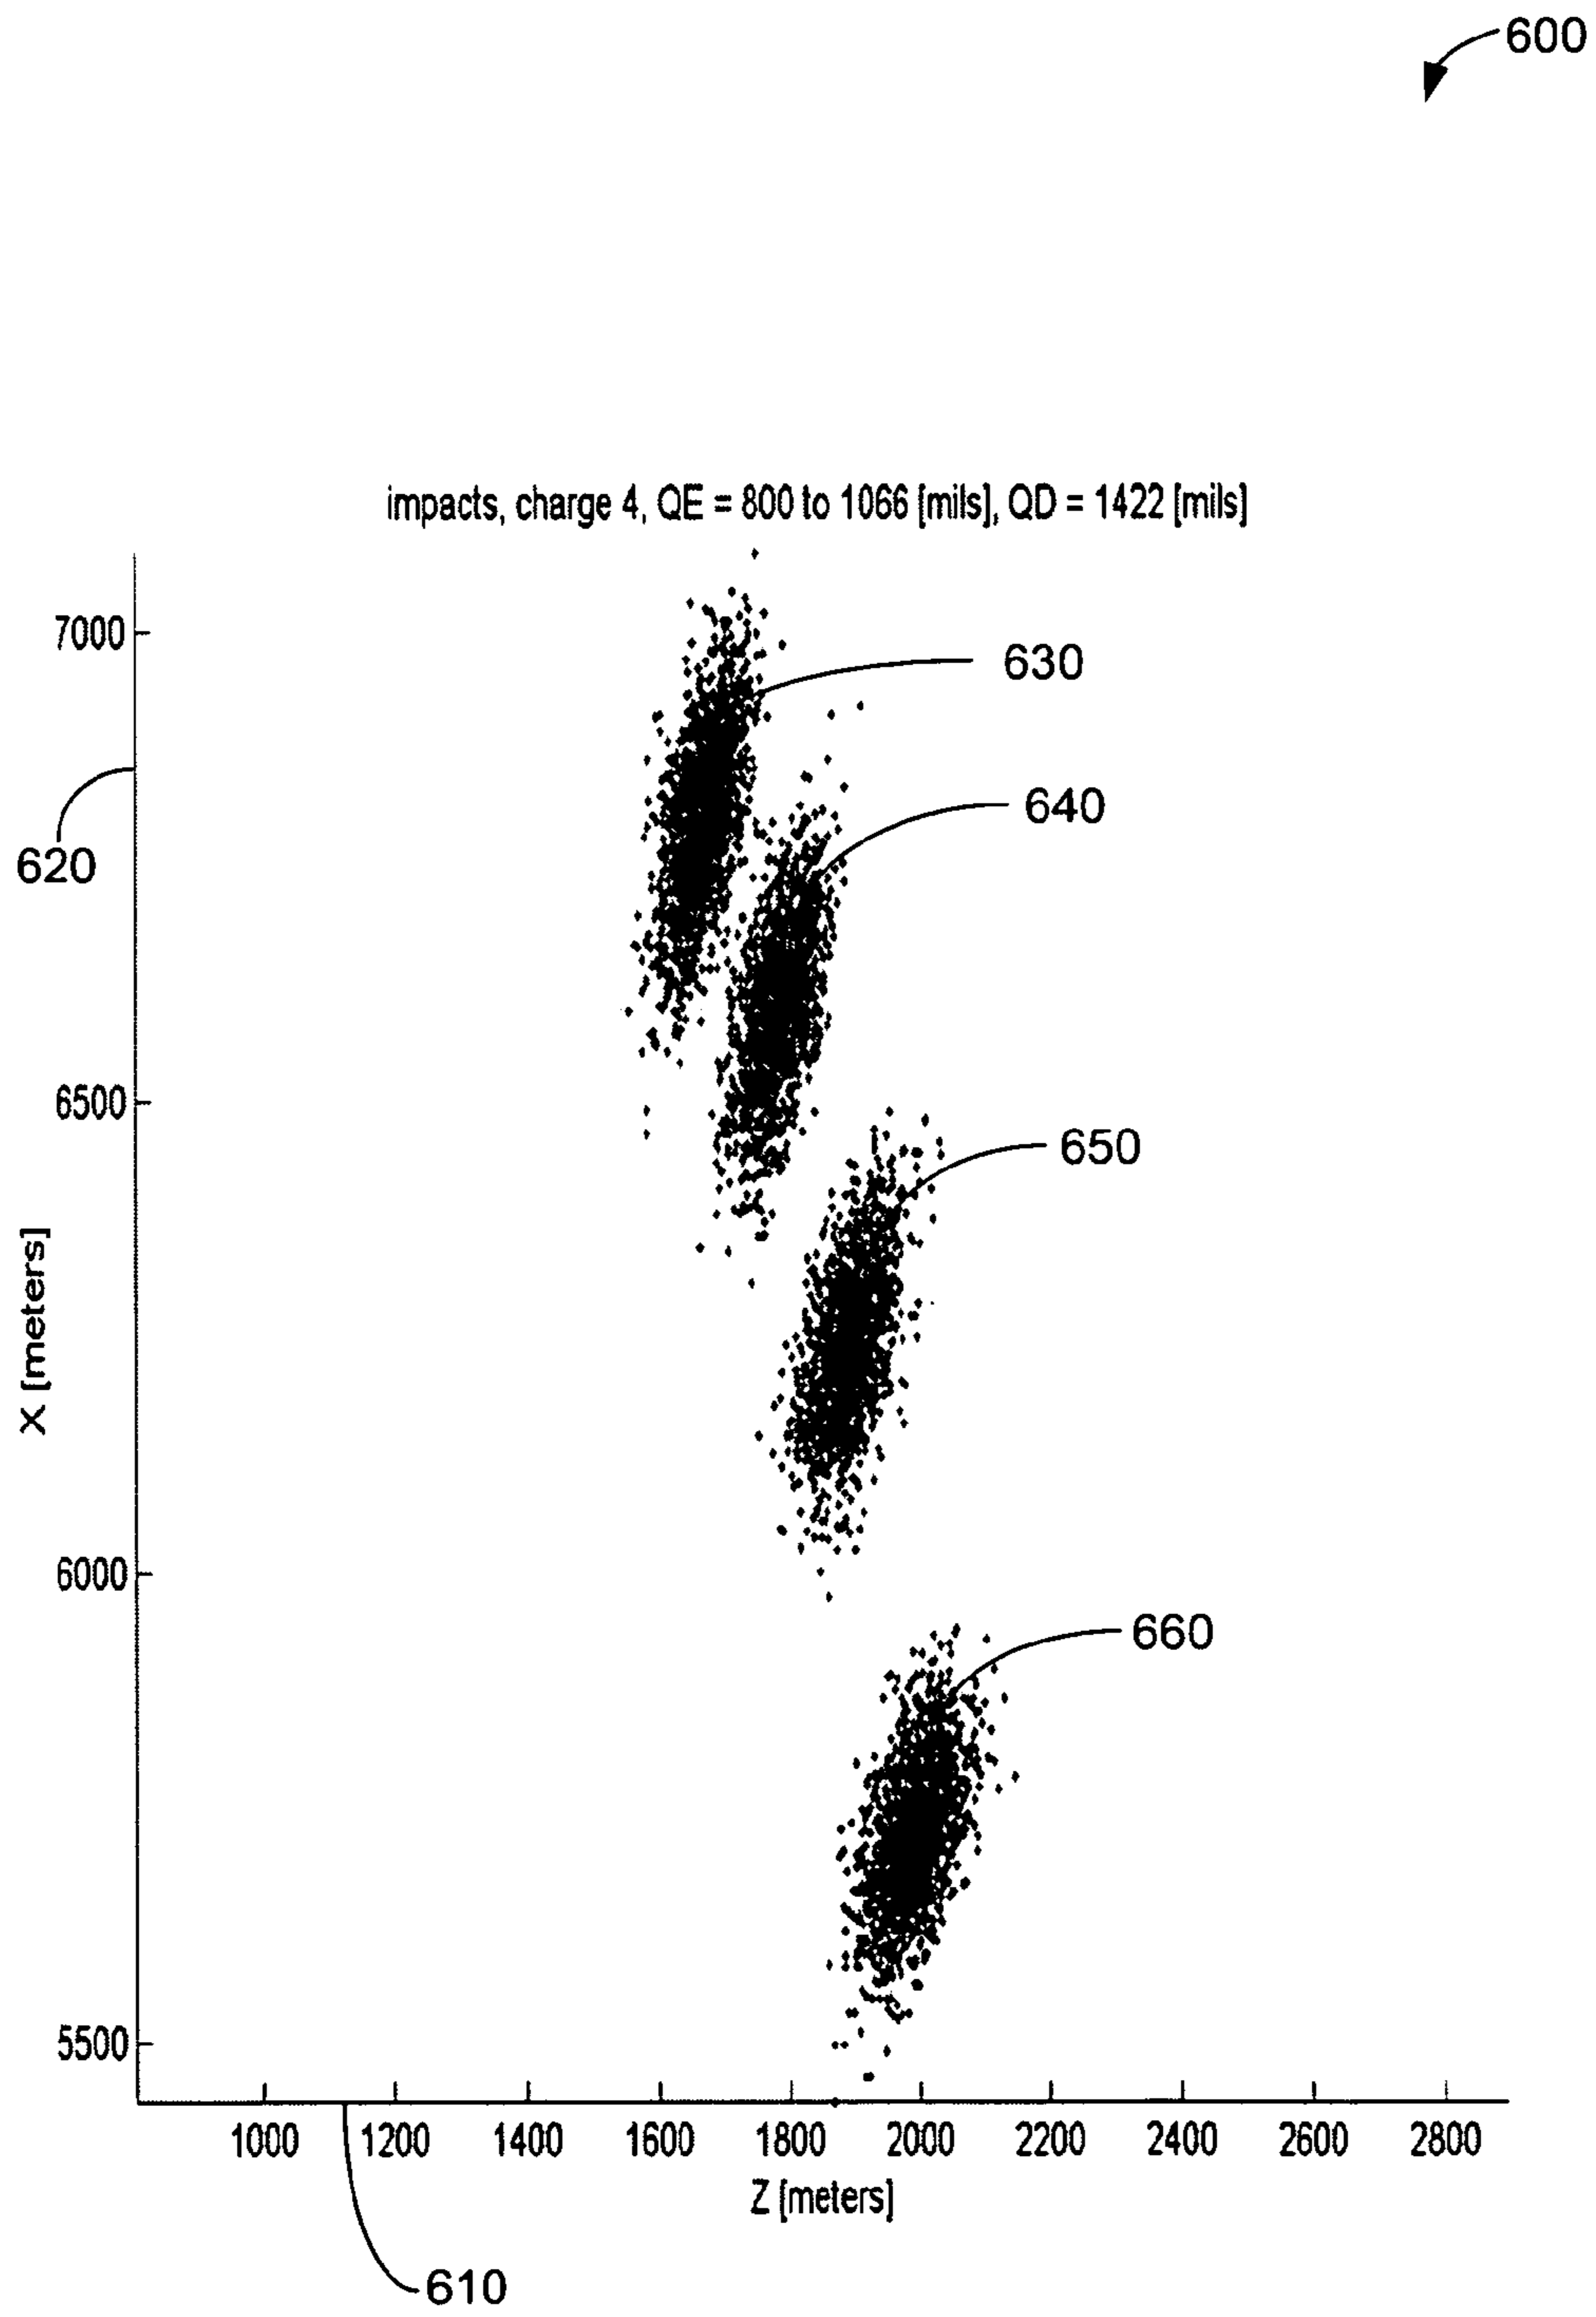 600
impacts, charge 4, QE = 800 to 1066 [mils], QD = 1422 [mils]
7000
630
640
620
6500
650
X [meters]
6000
660
5500
1000 1200 1400 1600 1800 2000 2200 2400 2600 2800
Z [meters]
610